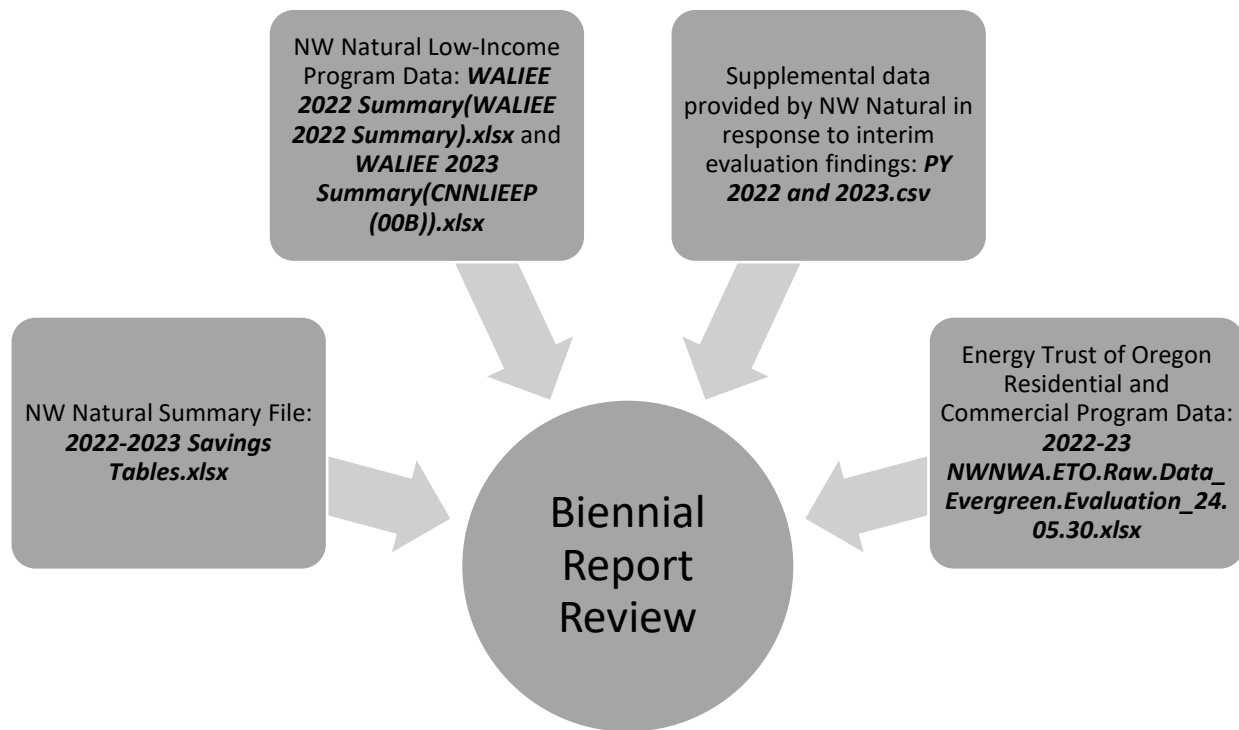 NW Natural Low-Income
Program Data: WALIEE
2022 Summary(WALIEE
2022 Summary).xlsx and
WALIEE 2023
Summary(CNNLIEEP
(00B)).xlsx
Supplemental data
provided by NW Natural in
response to interim
evaluation findings: PY
2022 and 2023.csv
NW Natural Summary File:
2022-2023 Savings
Tables.xlsx
Energy Trust of Oregon
Residential and
Commercial Program Data:
2022-23
NWNWA.ETO.Raw.Data_
Evergreen.Evaluation_24.
05.30.xlsx
Biennial
Report
Review